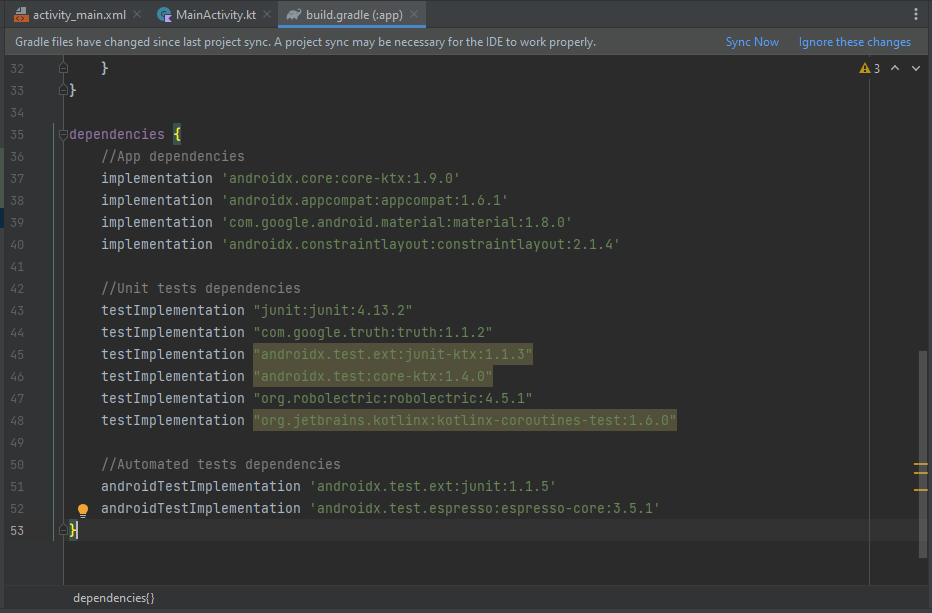 activity_main.xml MainActivity.kt build.gradle (:app)
Gradle files have changed since last project sync. A project sync may be necessary for the IDE to work properly. Sync Now Ignore these changes
32 }
33 }
34
35 dependencies {
36 //App dependencies
37 implementation 'androidx.core:core-ktx:1.9.0'
38 implementation 'androidx.appcompat:appcompat:1.6.1'
39 implementation 'com.google.android.material:material:1.8.0'
40 implementation 'androidx.constraintlayout:constraintlayout:2.1.4'
41
42 //Unit tests dependencies
43 testImplementation "junit:junit:4.13.2"
44 testImplementation "com.google.truth:truth:1.1.2"
45 testImplementation "androidx.test.ext:junit-ktx:1.1.3"
46 testImplementation "androidx.test:core-ktx:1.4.0"
47 testImplementation "org.robolectric:robolectric:4.5.1"
48 testImplementation "org.jetbrains.kotlinx:kotlinx-coroutines-test:1.6.0"
49
50 //Automated tests dependencies
51 androidTestImplementation 'androidx.test.ext:junit:1.1.5'
52 androidTestImplementation 'androidx.test.espresso:espresso-core:3.5.1'
53 }
3
dependencies{}